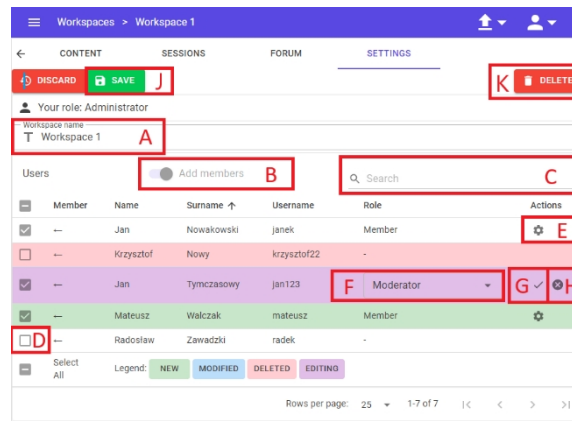 Workspaces > Workspace 1
CONTENT SESSIONS FORUM SETTINGS
DISCARD SAVE J K DELETE
Your role: Administrator
Workspace name
Workspace 1 A
Users Add members B Search C
Member Name Surname ↑ Username Role Actions
← Jan Nowakowski janek Member E
← Krzysztof Nowy krzysztof22 -
← Jan Tymczasowy jan123 F Moderator G H
← Mateusz Walczak mateusz Member
D ← Radosław Zawadzki radek -
Select All Legend: NEW MODIFIED DELETED EDITING
Rows per page: 25 1-7 of 7 |< < > >|